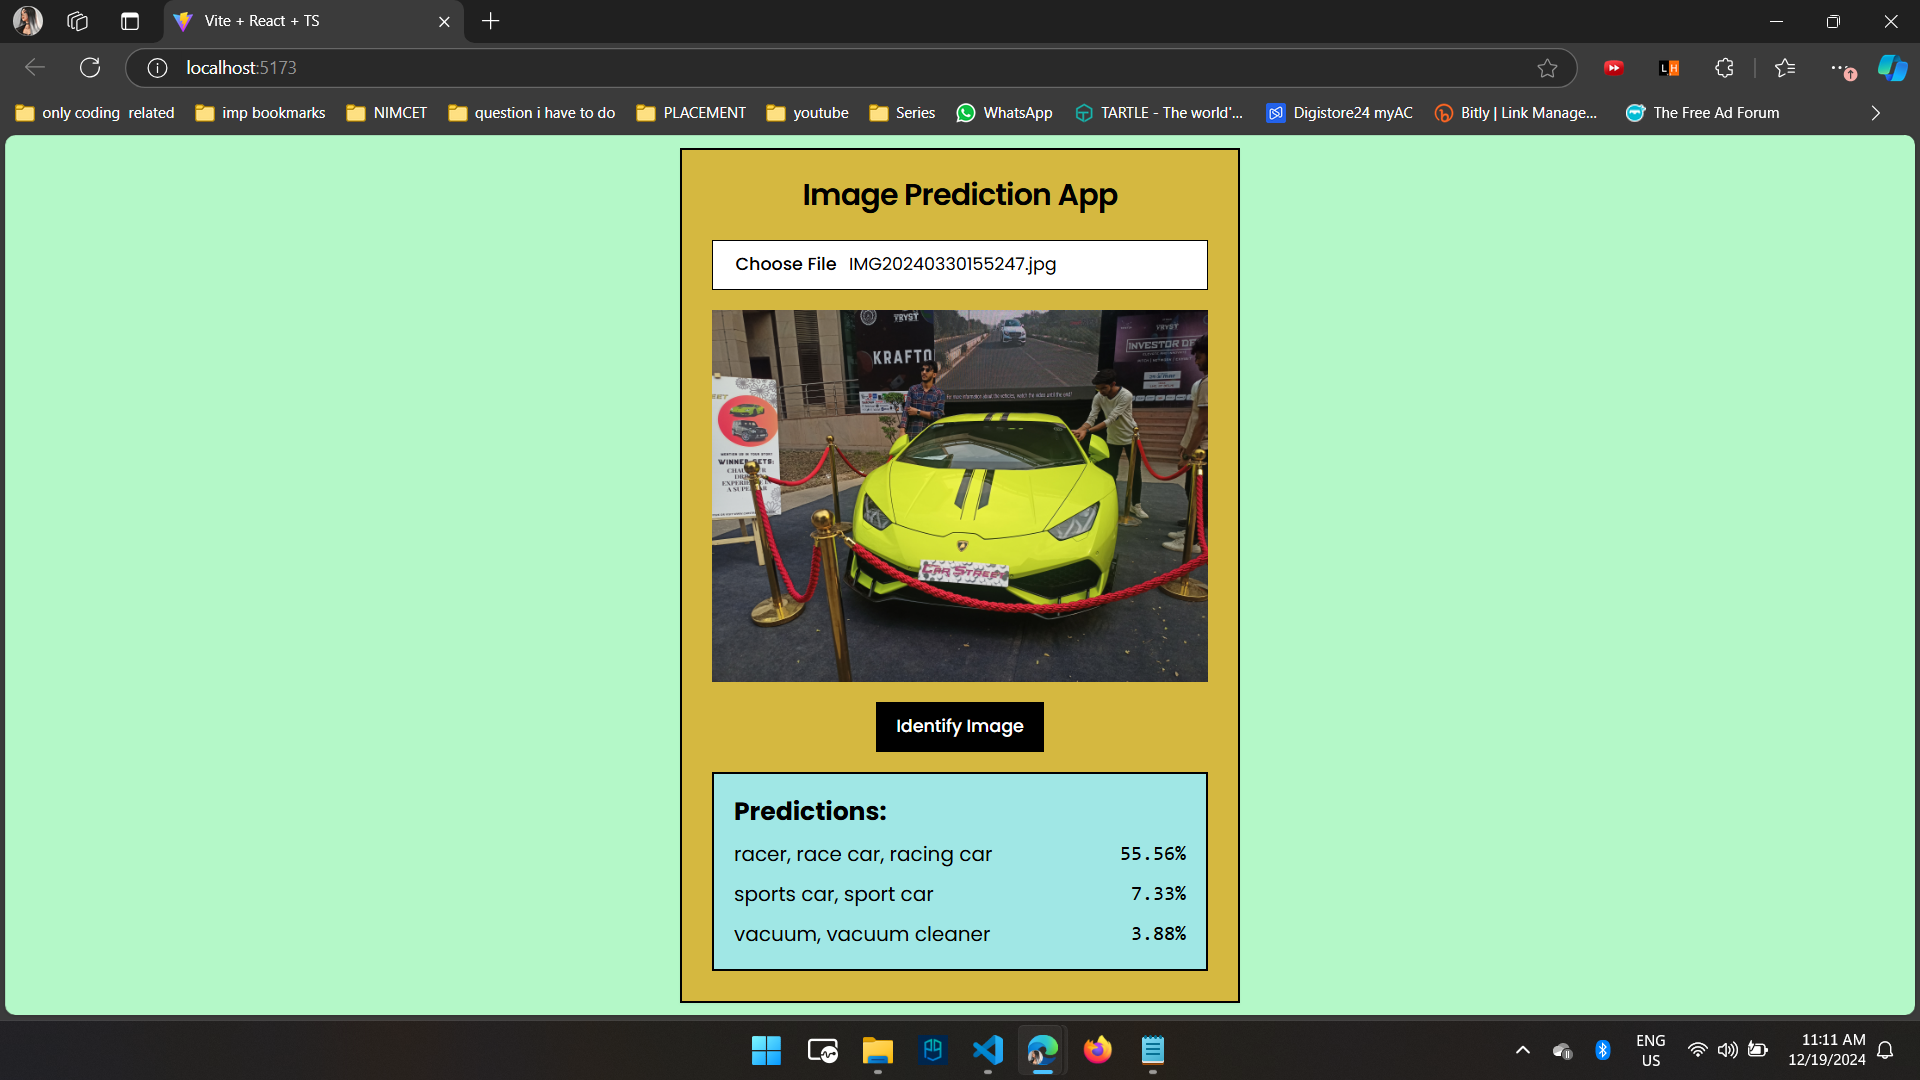 Vite + React + TS
localhost:5173
only coding related
imp bookmarks
NIMCET
question i have to do
PLACEMENT
youtube
Series
WhatsApp
TARTLE - The world'...
Digistore24 myAC
Bitly | Link Manage...
The Free Ad Forum
Image Prediction App
Choose File IMG20240330155247.jpg
TRYST
KRAFTO
TRYST
INVESTOR DE
WINNER GETS:
A SUPE
CAR STREET
Identify Image
Predictions:
racer, race car, racing car 55.56%
sports car, sport car 7.33%
vacuum, vacuum cleaner 3.88%
ENG
US
11:11 AM
12/19/2024